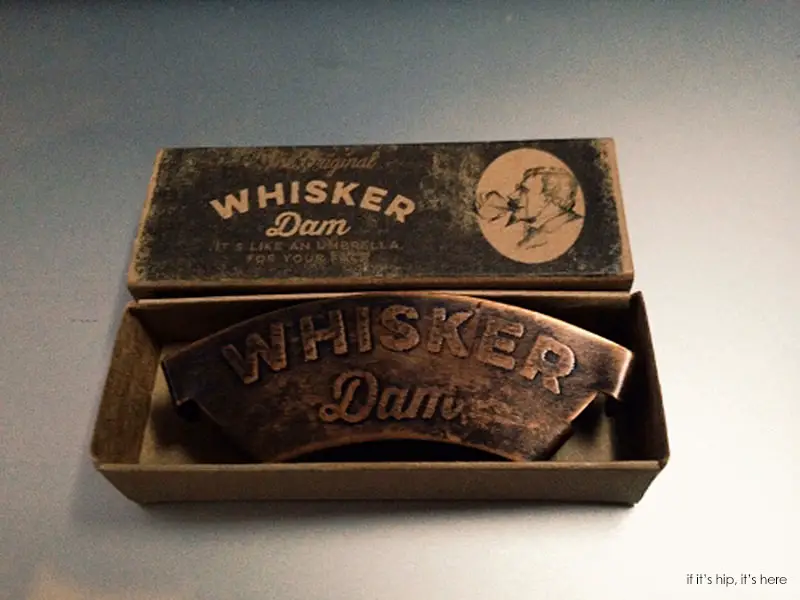 The Original
WHISKER
Dam
IT'S LIKE AN UMBRELLA
FOR YOUR FACE
WHISKER
Dam
if it's hip, it's here